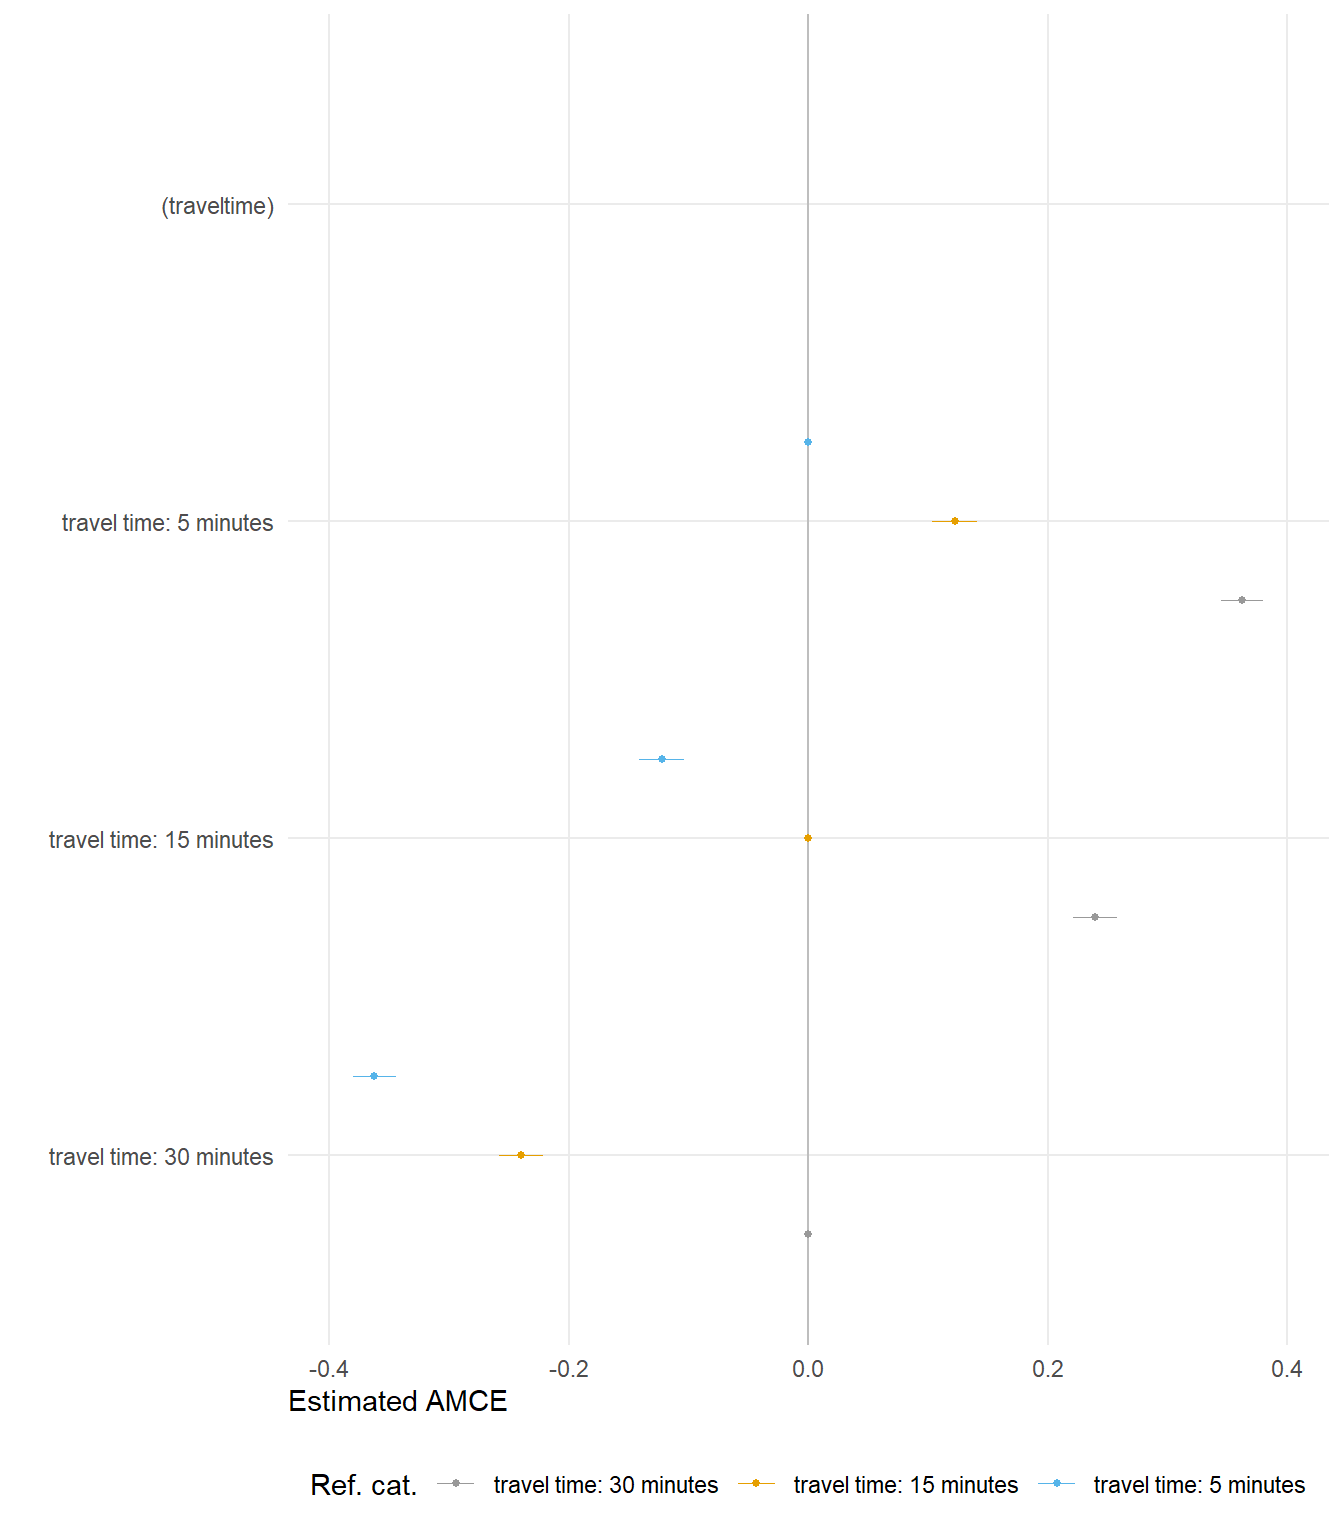 (traveltime)
travel time: 5 minutes
travel time: 15 minutes
travel time: 30 minutes
-0.4 -0.2 0.0 0.2 0.4
Estimated AMCE
Ref. cat. travel time: 30 minutes travel time: 15 minutes travel time: 5 minutes